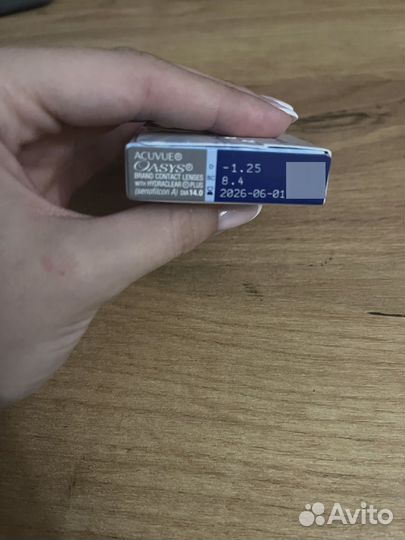 ACUVUE®
OASYS®
BRAND CONTACT LENSES
WITH HYDRACLEAR® PLUS
(senofilcon A) DIA 14.0
D -1.25
BC 8.4
2026-06-01
Avito